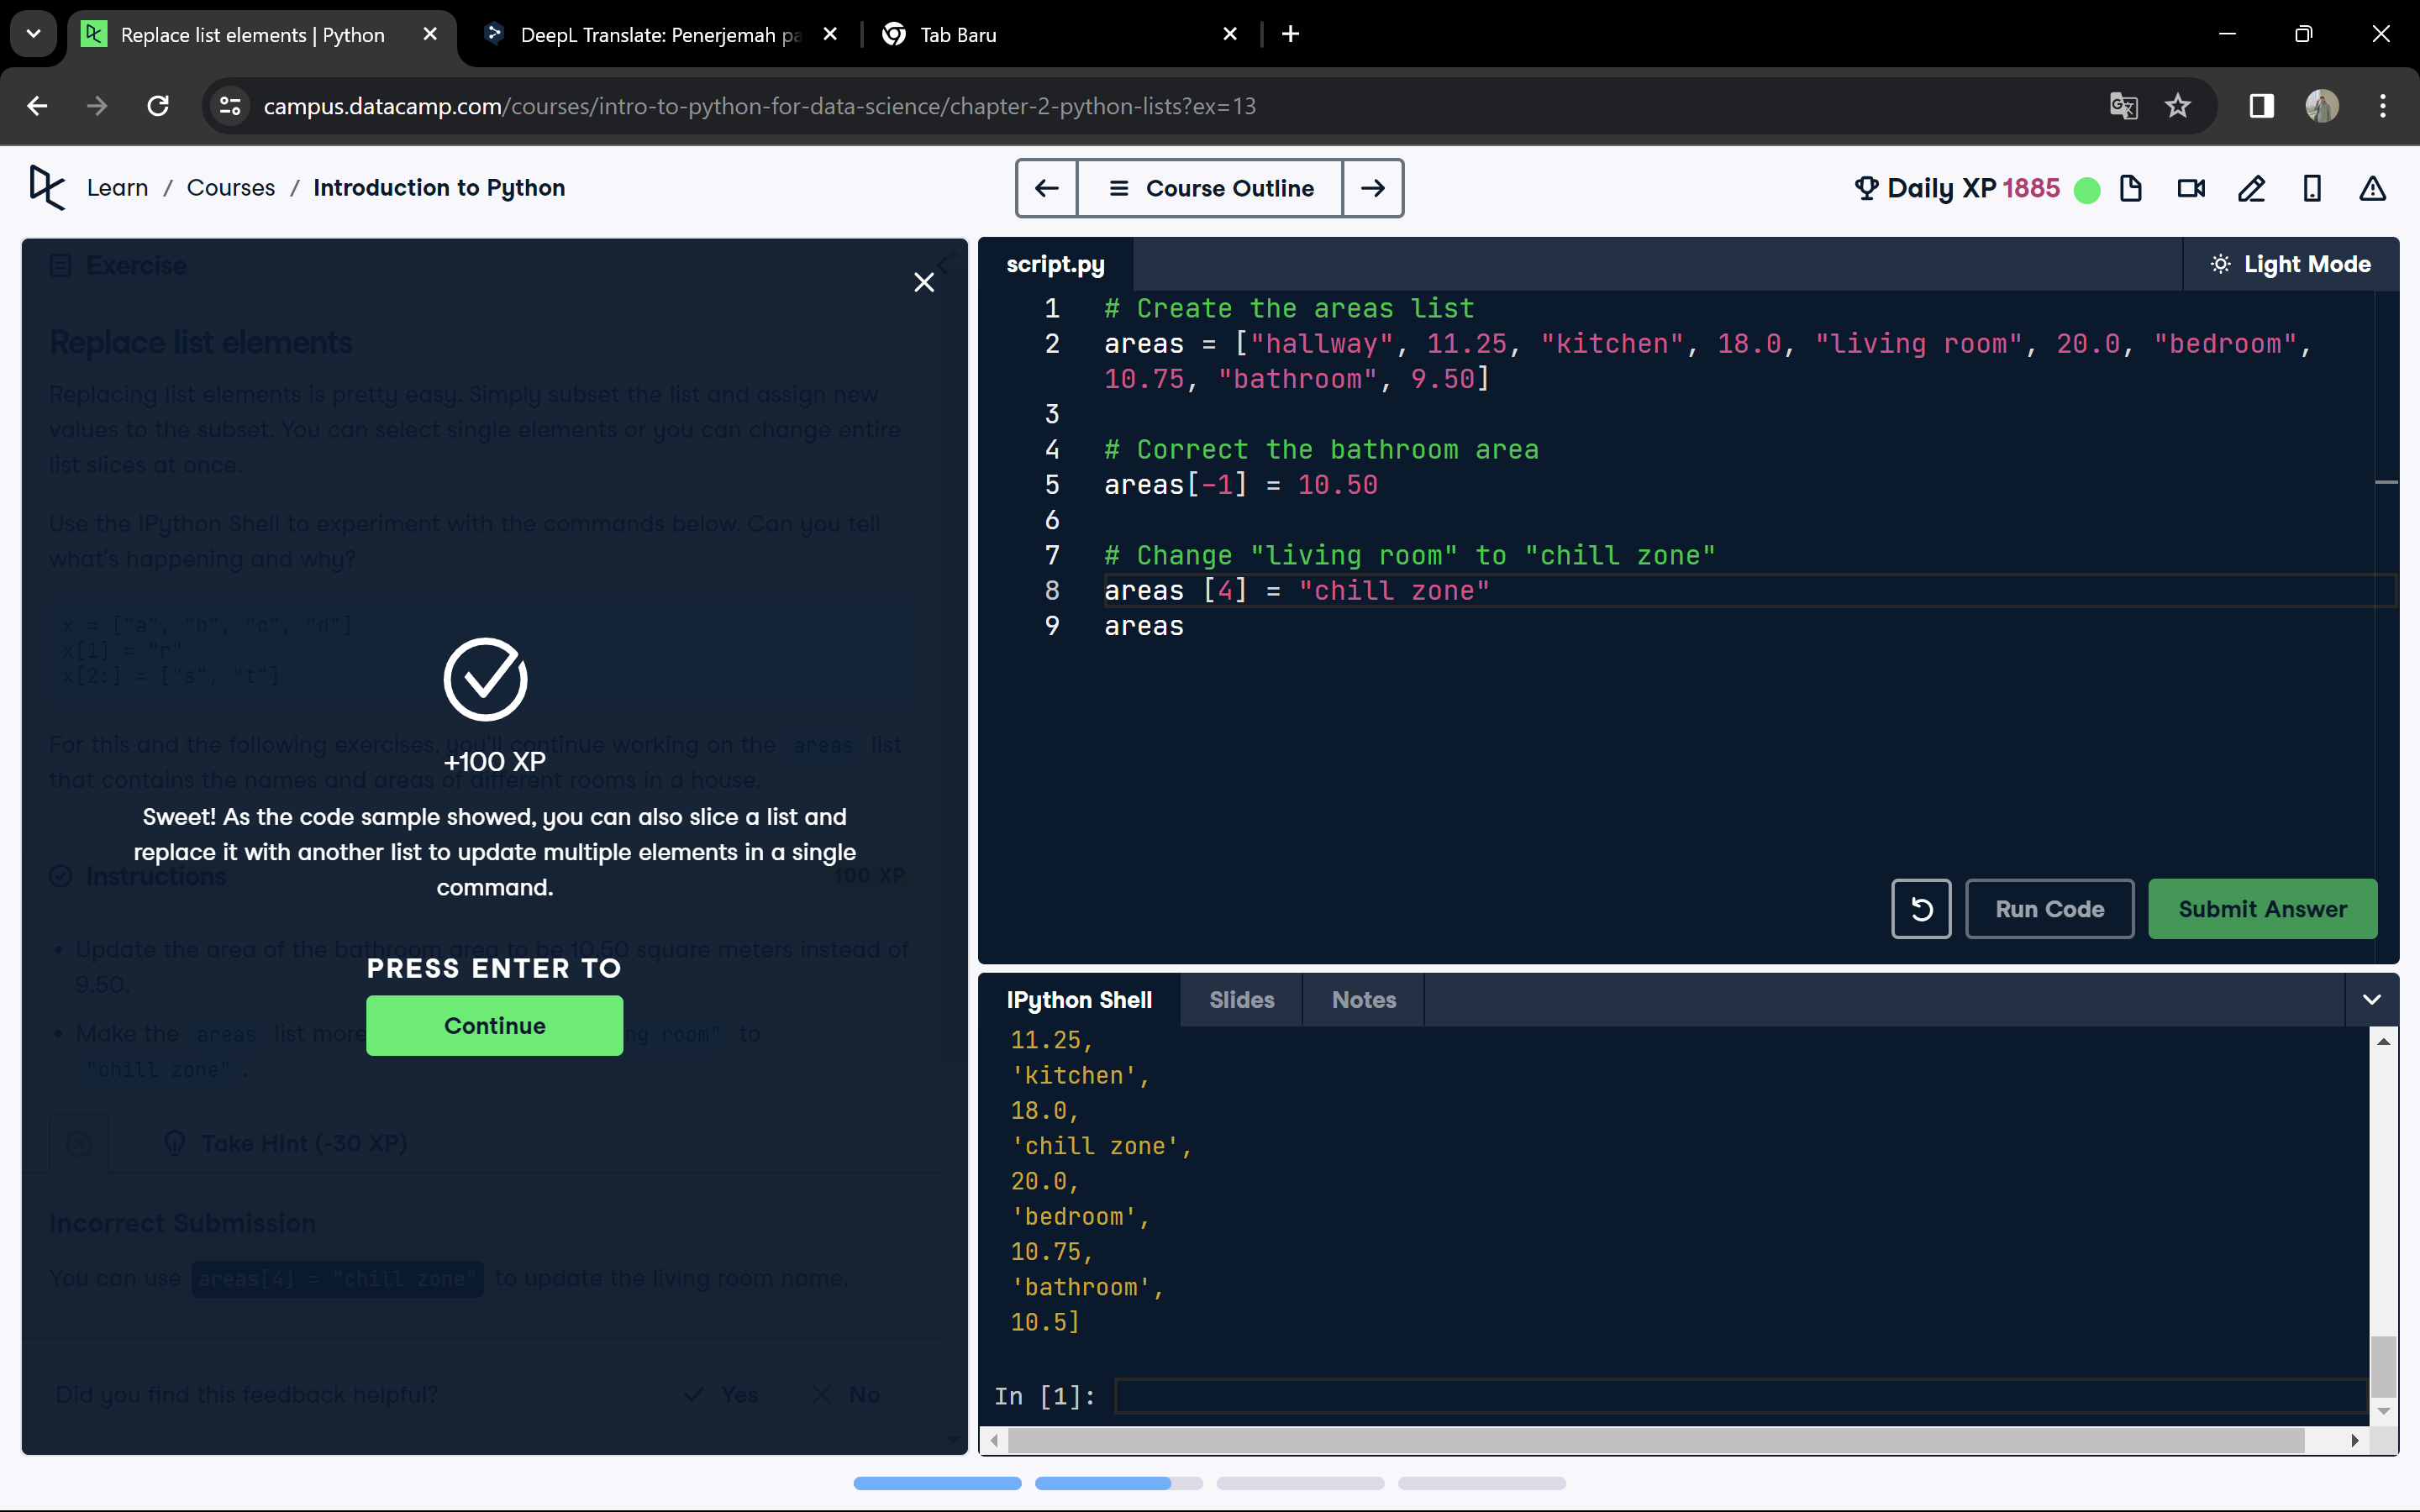 Replace list elements | Python
DeepL Translate: Penerjemah pa
Tab Baru
campus.datacamp.com/courses/intro-to-python-for-data-science/chapter-2-python-lists?ex=13
Learn / Courses / Introduction to Python
Course Outline
Daily XP 1885
Exercise
Replace list elements
Replacing list elements is pretty easy. Simply subset the list and assign new
values to the subset. You can select single elements or you can change entire
list slices at once.
Use the IPython Shell to experiment with the commands below. Can you tell
what's happening and why?
x = ["a", "b", "c", "d"]
x[1] = "r"
x[2:] = ["s", "t"]
For this and the following exercises, you'll continue working on the areas list
that contains the names and areas of different rooms in a house.
+100 XP
Sweet! As the code sample showed, you can also slice a list and
replace it with another list to update multiple elements in a single
command.
Instructions
100 XP
Update the area of the bathroom area to be 10.50 square meters instead of
9.50.
PRESS ENTER TO
Continue
Make the areas list more
ng room" to
"chill zone".
Take Hint (-30 XP)
Incorrect Submission
You can use areas[4] = "chill zone" to update the living room name.
Did you find this feedback helpful?
Yes
No
script.py
Light Mode
1 # Create the areas list
2 areas = ["hallway", 11.25, "kitchen", 18.0, "living room", 20.0, "bedroom",
10.75, "bathroom", 9.50]
3
4 # Correct the bathroom area
5 areas[-1] = 10.50
6
7 # Change "living room" to "chill zone"
8 areas [4] = "chill zone"
9 areas
Run Code
Submit Answer
IPython Shell
Slides
Notes
11.25,
'kitchen',
18.0,
'chill zone',
20.0,
'bedroom',
10.75,
'bathroom',
10.5]
In [1]: